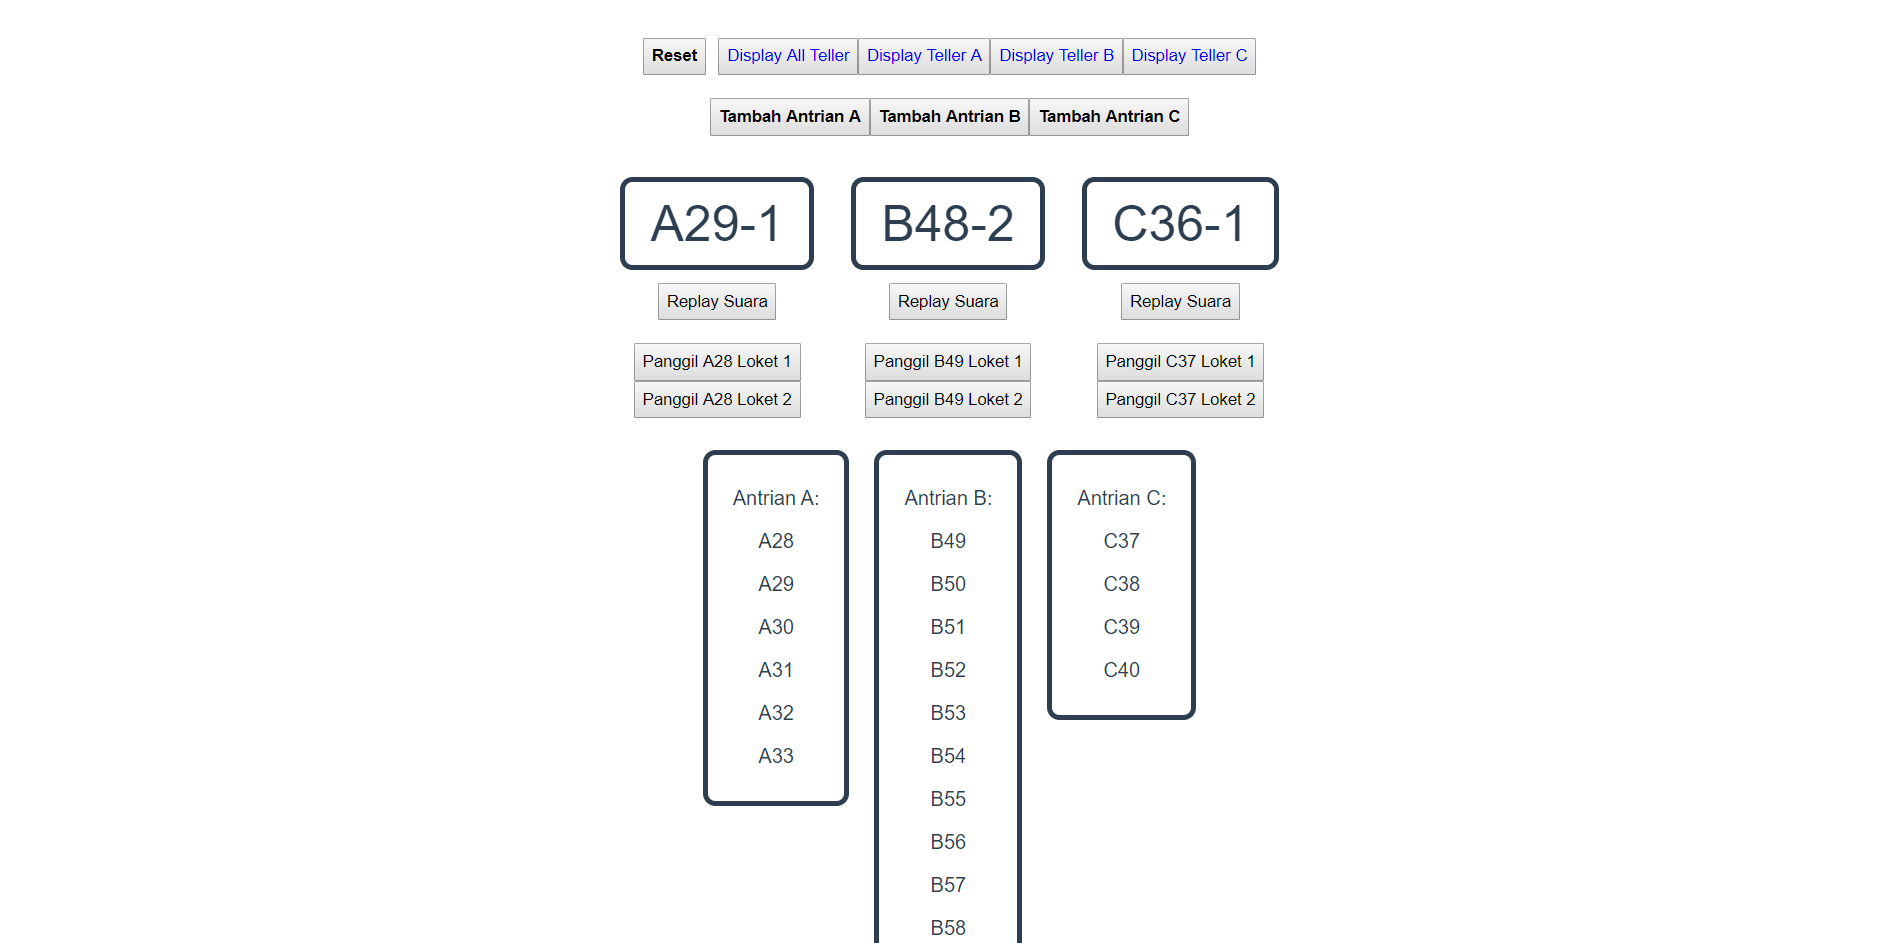 Reset Display All Teller Display Teller A Display Teller B Display Teller C
Tambah Antrian A Tambah Antrian B Tambah Antrian C
A29-1 B48-2 C36-1
Replay Suara Replay Suara Replay Suara
Panggil A28 Loket 1 Panggil B49 Loket 1 Panggil C37 Loket 1
Panggil A28 Loket 2 Panggil B49 Loket 2 Panggil C37 Loket 2
Antrian A:
A28
A29
A30
A31
A32
A33
Antrian B:
B49
B50
B51
B52
B53
B54
B55
B56
B57
B58
Antrian C:
C37
C38
C39
C40